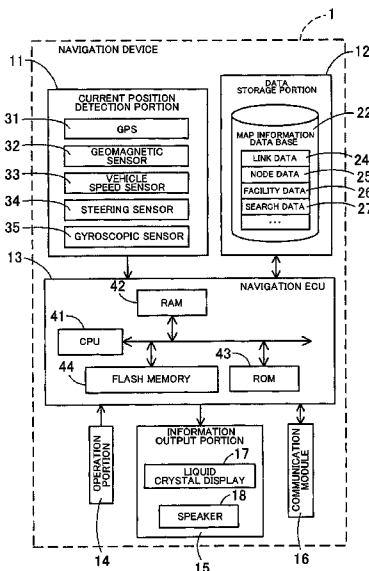 1
NAVIGATION DEVICE
11
12
CURRENT POSITION
DETECTION PORTION
31
GPS
32
GEOMAGNETIC
SENSOR
33
VEHICLE
SPEED SENSOR
34
STEERING SENSOR
35
GYROSCOPIC SENSOR
DATA
STORAGE PORTION
22
MAP INFORMATION
DATA BASE
LINK DATA
24
NODE DATA
25
FACILITY DATA
26
SEARCH DATA
27
...
13
NAVIGATION ECU
42
RAM
41
CPU
43
44
FLASH MEMORY
ROM
OPERATION
PORTION
14
INFORMATION
OUTPUT PORTION
17
LIQUID
CRYSTAL DISPLAY
18
SPEAKER
15
COMMUNICATION
MODULE
16